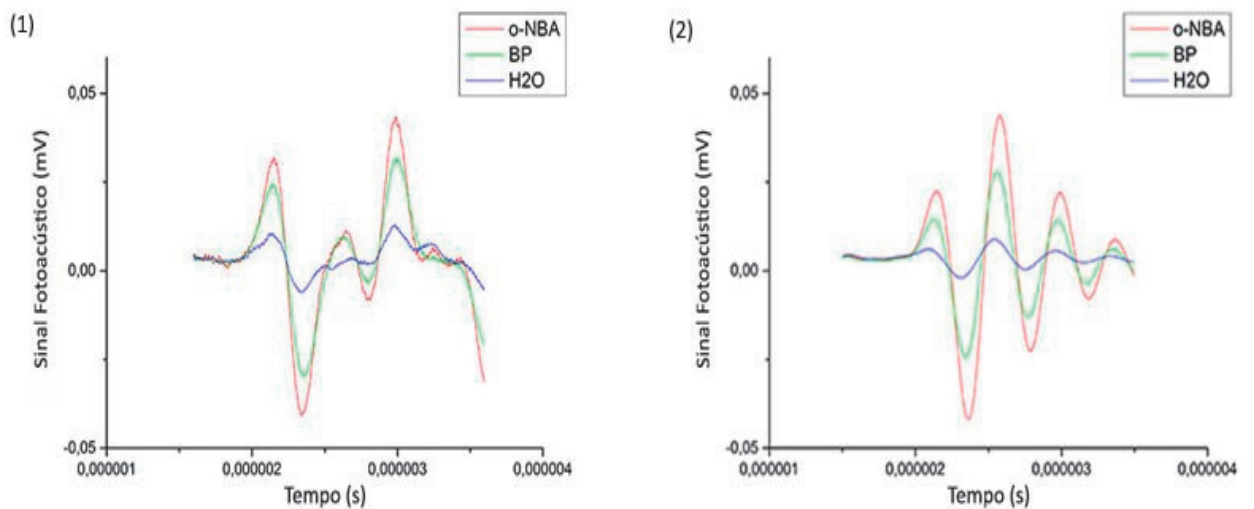 (1)
o-NBA
BP
H2O
0,05
0,00
-0,05
Sinal Fotoacústico (mV)
0,000001
0,000002
0,000003
0,000004
Tempo (s)
(2)
o-NBA
BP
H2O
0,05
0,00
-0,05
Sinal Fotoacústico (mV)
0,000001
0,000002
0,000003
0,000004
Tempo (s)